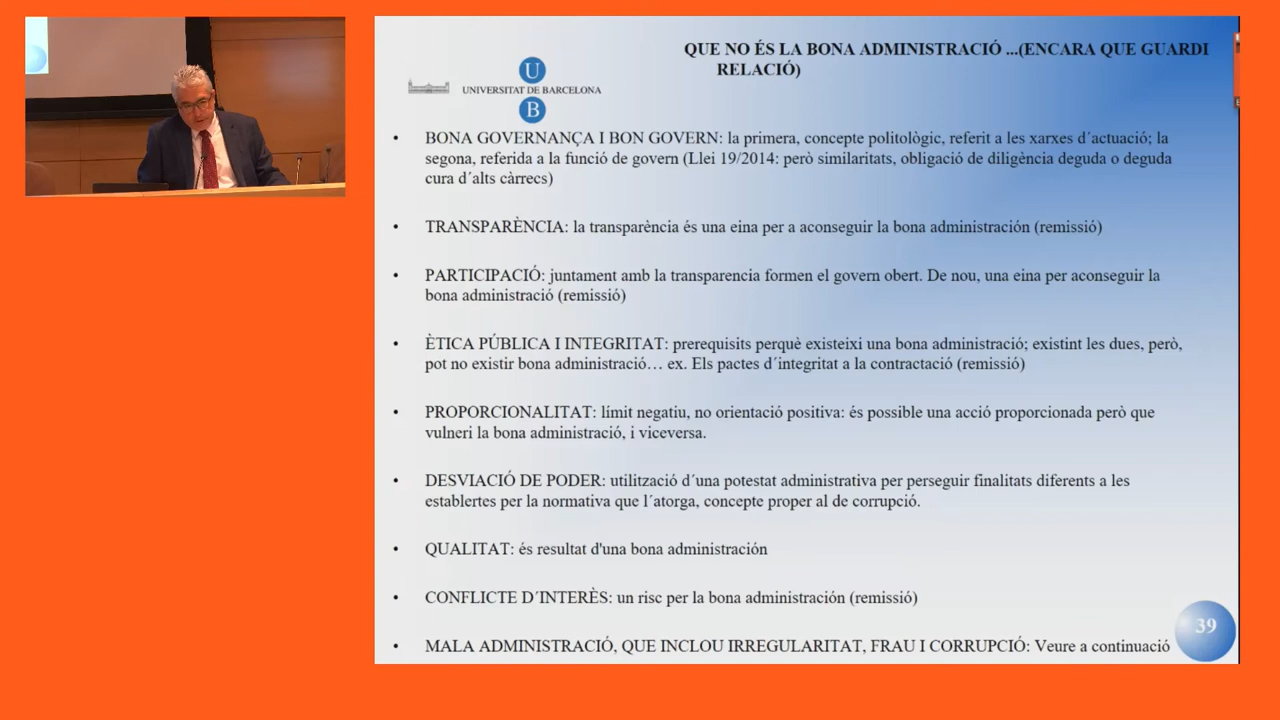 QUE NO ÉS LA BONA ADMINISTRACIÓ ...(ENCARA QUE GUARDI
RELACIÓ)
U
UNIVERSITAT DE BARCELONA
B
• BONA GOVERNANÇA I BON GOVERN: la primera, concepte politològic, referit a les xarxes d´actuació; la
segona, referida a la funció de govern (Llei 19/2014: però similaritats, obligació de diligència deguda o deguda
cura d´alts càrrecs)
• TRANSPARÈNCIA: la transparència és una eina per a aconseguir la bona administración (remissió)
• PARTICIPACIÓ: juntament amb la transparencia formen el govern obert. De nou, una eina per aconseguir la
bona administració (remissió)
• ÈTICA PÚBLICA I INTEGRITAT: prerequisits perquè existeixi una bona administració; existint les dues, però,
pot no existir bona administració… ex. Els pactes d´integritat a la contractació (remissió)
• PROPORCIONALITAT: límit negatiu, no orientació positiva: és possible una acció proporcionada però que
vulneri la bona administració, i viceversa.
• DESVIACIÓ DE PODER: utilització d´una potestat administrativa per perseguir finalitats diferents a les
establertes per la normativa que l´atorga, concepte proper al de corrupció.
• QUALITAT: és resultat d'una bona administración
• CONFLICTE D´INTERÈS: un risc per la bona administración (remissió)
39
• MALA ADMINISTRACIÓ, QUE INCLOU IRREGULARITAT, FRAU I CORRUPCIÓ: Veure a continuació